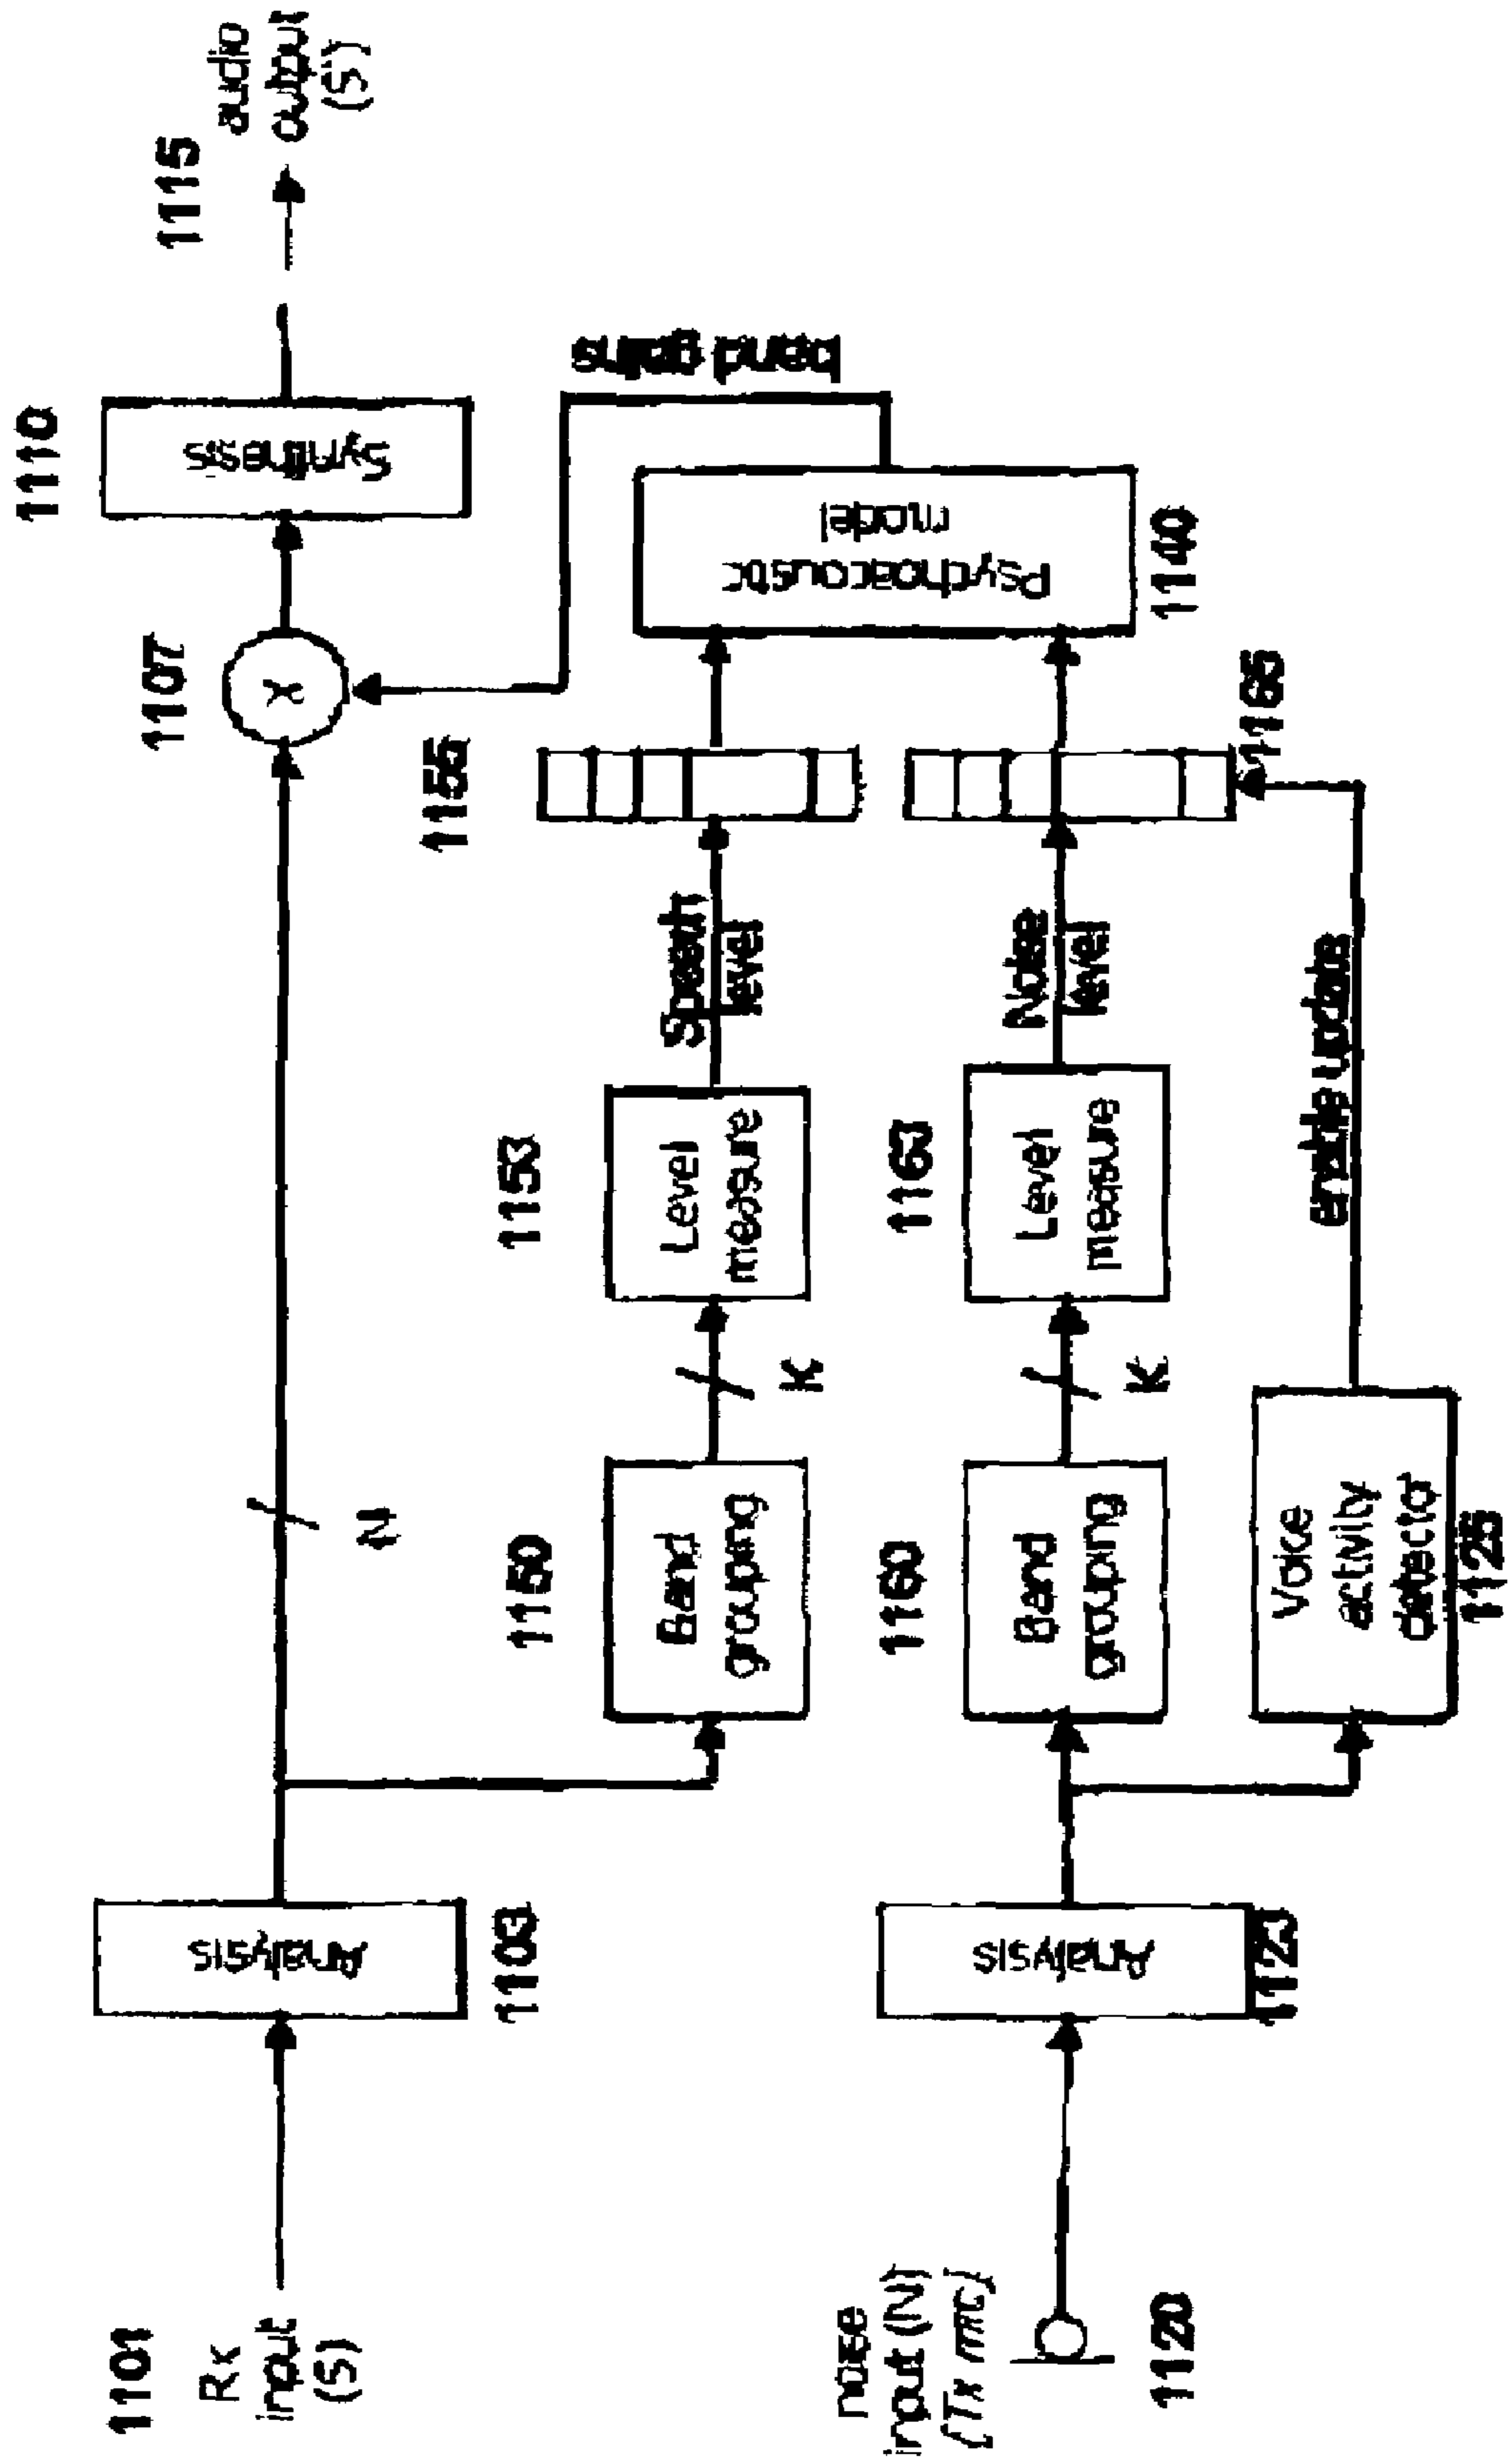 1101
Rx
input
(S)
Analysis
1103
N
1107
X
1110
Synthesis
1115
audio
output
(S')
1150
Band
grouping
K
1153
Level
measure
Speech
level
1155
band gains
Psychoacoustic
model
1140
noise
input (N)
(Tx mic)
1120
Analysis
1123
1160
Band
grouping
K
1163
Level
measure
Noise
level
1165
Voice
activity
detector
1125
enable update